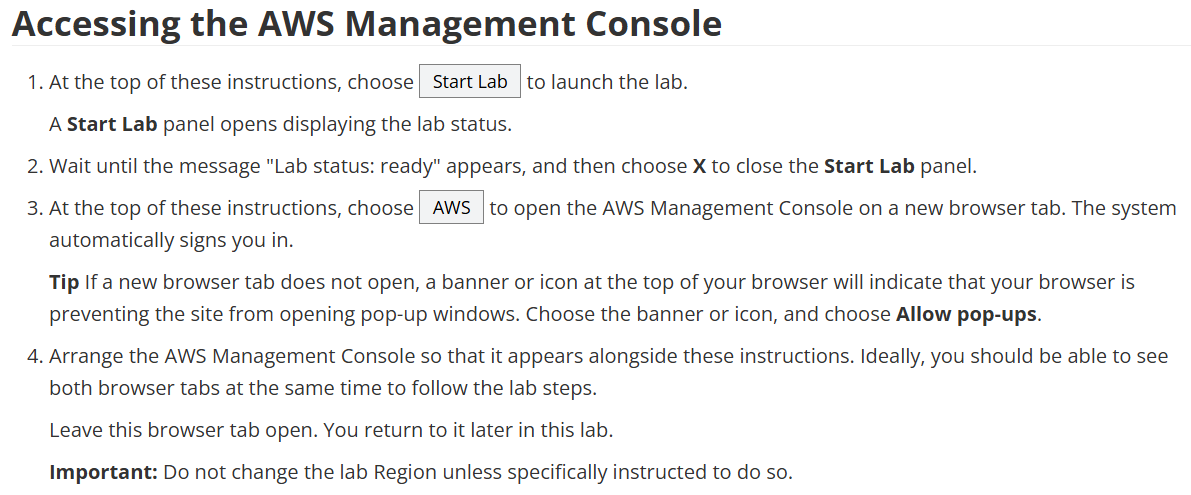 Accessing the AWS Management Console
1. At the top of these instructions, choose Start Lab to launch the lab.
A Start Lab panel opens displaying the lab status.
2. Wait until the message "Lab status: ready" appears, and then choose X to close the Start Lab panel.
3. At the top of these instructions, choose AWS to open the AWS Management Console on a new browser tab. The system
automatically signs you in.
Tip If a new browser tab does not open, a banner or icon at the top of your browser will indicate that your browser is
preventing the site from opening pop-up windows. Choose the banner or icon, and choose Allow pop-ups.
4. Arrange the AWS Management Console so that it appears alongside these instructions. Ideally, you should be able to see
both browser tabs at the same time to follow the lab steps.
Leave this browser tab open. You return to it later in this lab.
Important: Do not change the lab Region unless specifically instructed to do so.